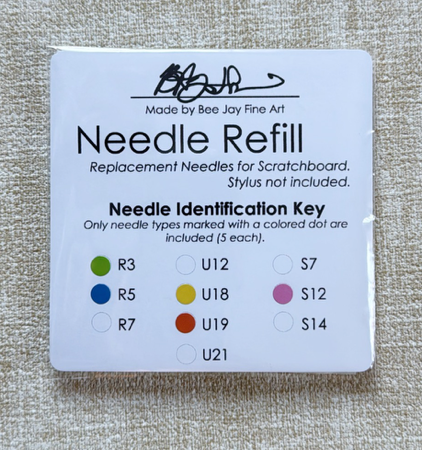 Made by Bee Jay Fine Art
Needle Refill
Replacement Needles for Scratchboard.
Stylus not included.
Needle Identification Key
Only needle types marked with a colored dot are
included (5 each).
R3 U12 S7
R5 U18 S12
R7 U19 S14
U21